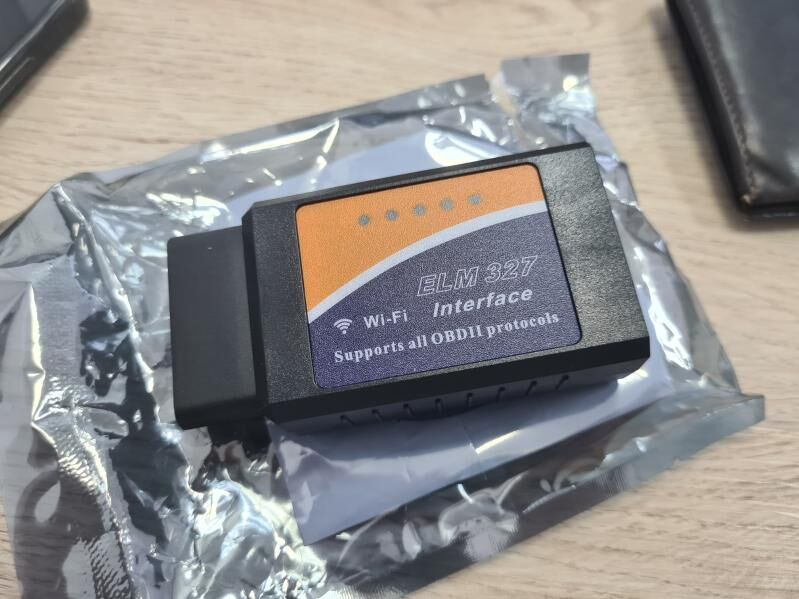 ELM 327
Interface
Wi-Fi
Supports all OBDII protocols